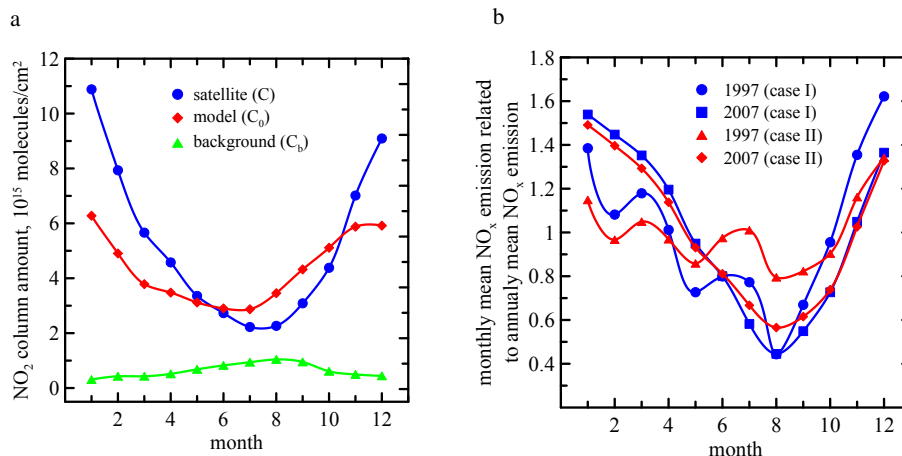 a
NO2 column amount, 10^15 molecules/cm^2
12
10
8
6
4
2
0
satellite (C)
model (C0)
background (Cb)
2 4 6 8 10 12
month
b
monthly mean NOx emission related
to annualy mean NOx emission
1.8
1.6
1.4
1.2
1.0
0.8
0.6
0.4
1997 (case I)
2007 (case I)
1997 (case II)
2007 (case II)
2 4 6 8 10 12
month